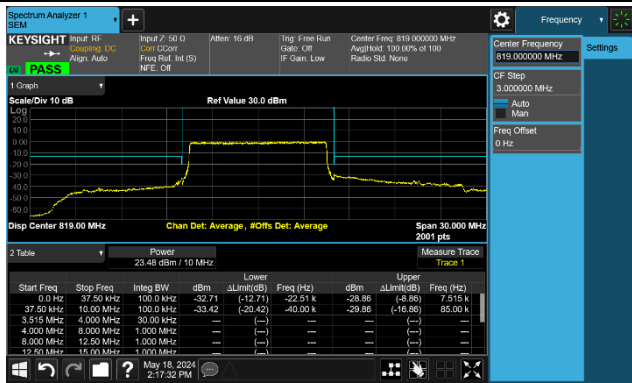 Spectrum Analyzer 1
SEM
Frequency
KEYSIGHT
Input: RF
Coupling: DC
Align: Auto
Input Z: 50 Ω
Corr CCorr
Freq Ref: Int (S)
NFE: Off
Atten: 16 dB
Trig: Free Run
Gate: Off
IF Gain: Low
Center Freq: 819.000000 MHz
Avg|Hold: 100.00% of 100
Radio Std: None
PASS
Center Frequency
819.000000 MHz
Settings
CF Step
3.000000 MHz
Auto
Man
Freq Offset
0 Hz
1 Graph
Scale/Div 10 dB
Ref Value 30.0 dBm
Log
20.0
10.0
0.00
-10.0
-20.0
-30.0
-40.0
-50.0
-60.0
Disp Center 819.00 MHz
Chan Det: Average , #Offs Det: Average
Span 30.000 MHz
2001 pts
2 Table
Power
23.48 dBm / 10 MHz
Measure Trace
Trace 1
Lower Upper
Start Freq Stop Freq Integ BW dBm ΔLimit(dB) Freq (Hz) dBm ΔLimit(dB) Freq (Hz)
0.0 Hz 37.50 kHz 100.0 kHz -32.71 (-12.71) -22.51 k -28.86 (-8.86) 7.515 k
37.50 kHz 10.00 MHz 100.0 kHz -33.42 (-20.42) -40.00 k -29.86 (-16.86) 85.00 k
3.515 MHz 4.000 MHz 30.00 kHz --- (---) --- --- (---) ---
4.000 MHz 8.000 MHz 1.000 MHz --- (---) --- --- (---) ---
8.000 MHz 12.50 MHz 1.000 MHz --- (---) --- --- (---) ---
12.50 MHz 15.00 MHz 1.000 MHz --- (---) --- --- (---) ---
May 18, 2024
2:17:32 PM